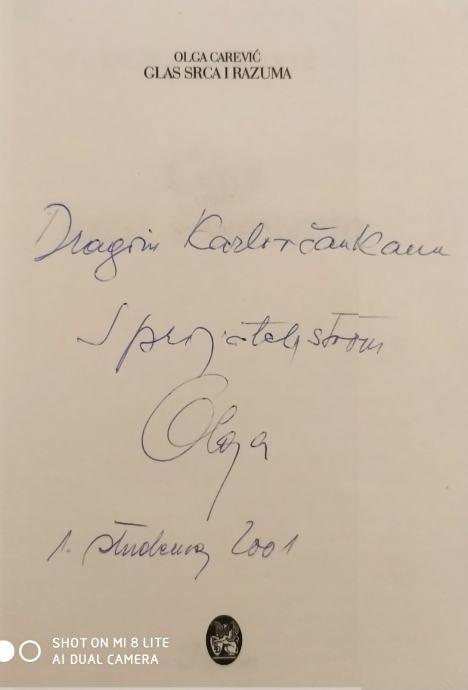 OLGA CAREVIĆ
GLAS SRCA I RAZUMA
Dragim Karlovčankama
S prijateljstvom
Olga
1. studenog 2001
SHOT ON MI 8 LITE
AI DUAL CAMERA